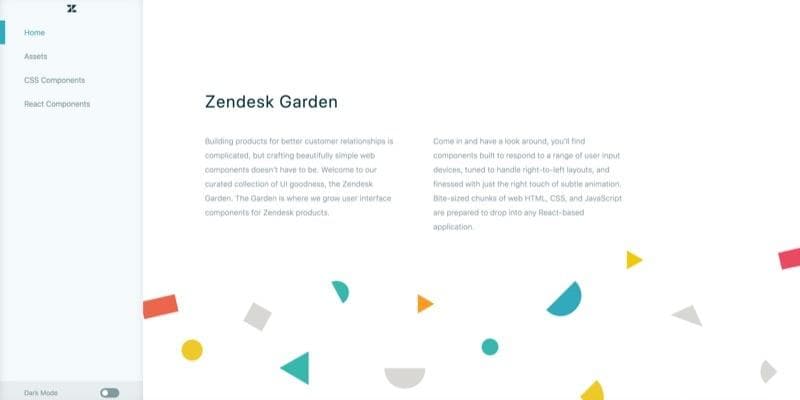 Home
Assets
CSS Components
React Components
Dark Mode
Zendesk Garden
Building products for better customer relationships is
complicated, but crafting beautifully simple web
components doesn't have to be. Welcome to our
curated collection of UI goodness, the Zendesk
Garden. The Garden is where we grow user interface
components for Zendesk products.
Come in and have a look around, you'll find
components built to respond to a range of user input
devices, tuned to handle right-to-left layouts, and
finessed with just the right touch of subtle animation.
Bite-sized chunks of web HTML, CSS, and JavaScript
are prepared to drop into any React-based
application.